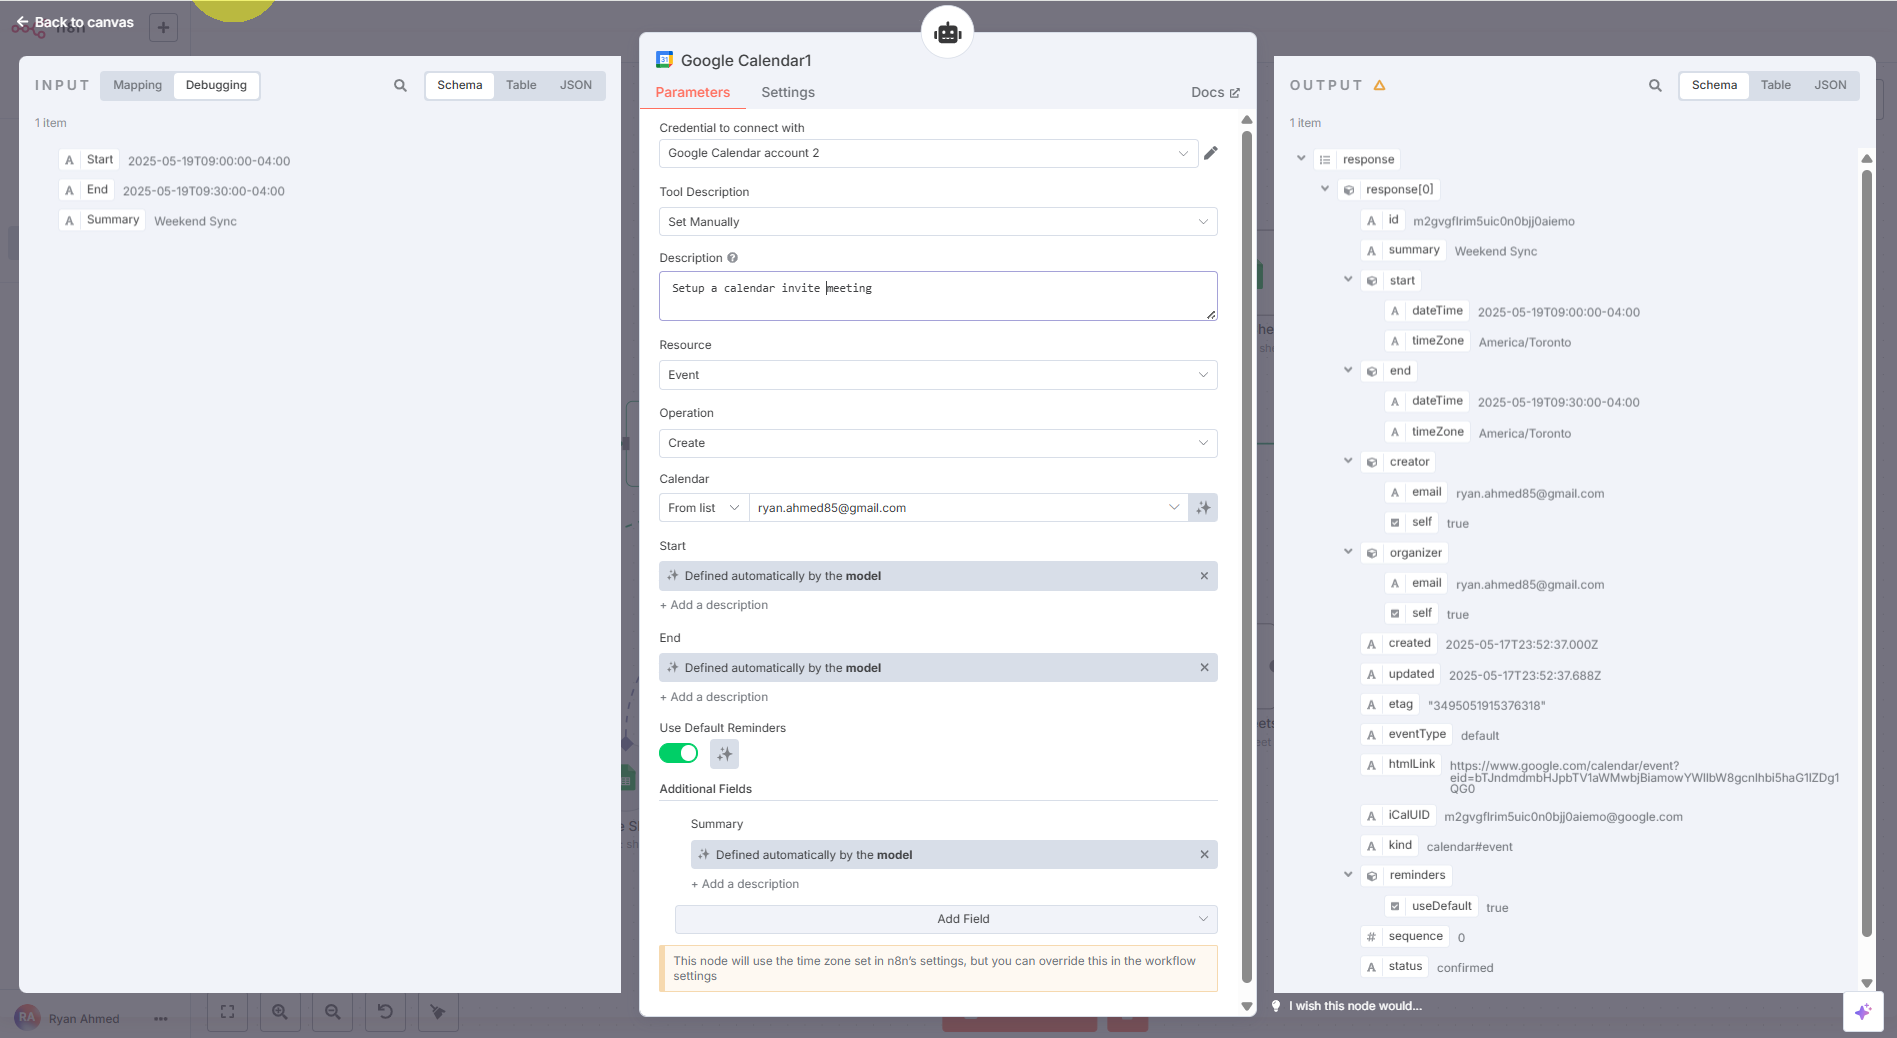 Back to canvas
n8n
INPUT
Mapping
Debugging
Schema
Table
JSON
1 item
A Start 2025-05-19T09:00:00-04:00
A End 2025-05-19T09:30:00-04:00
A Summary Weekend Sync
Ryan Ahmed
RA
Google Calendar1
Parameters
Settings
Docs
Credential to connect with
Google Calendar account 2
Tool Description
Set Manually
Description
Setup a calendar invite meeting
Resource
Event
Operation
Create
Calendar
From list
ryan.ahmed85@gmail.com
Start
Defined automatically by the model
+ Add a description
End
Defined automatically by the model
+ Add a description
Use Default Reminders
Additional Fields
Summary
Defined automatically by the model
+ Add a description
Add Field
This node will use the time zone set in n8n's settings, but you can override this in the workflow
settings
OUTPUT
Schema
Table
JSON
1 item
response
response[0]
A id m2gvgflrim5uic0n0bjj0aiemo
A summary Weekend Sync
start
A dateTime 2025-05-19T09:00:00-04:00
A timeZone America/Toronto
end
A dateTime 2025-05-19T09:30:00-04:00
A timeZone America/Toronto
creator
A email ryan.ahmed85@gmail.com
self true
organizer
A email ryan.ahmed85@gmail.com
self true
A created 2025-05-17T23:52:37.000Z
A updated 2025-05-17T23:52:37.688Z
A etag "3495051915376318"
A eventType default
A htmlLink https://www.google.com/calendar/event?
eid=bTJndmdmbHJpbTV1aWMwbjBiamowYWllbW8gcnlhbi5haG1lZDg1
QG0
A iCalUID m2gvgflrim5uic0n0bjj0aiemo@google.com
A kind calendar#event
reminders
useDefault true
# sequence 0
A status confirmed
I wish this node would...